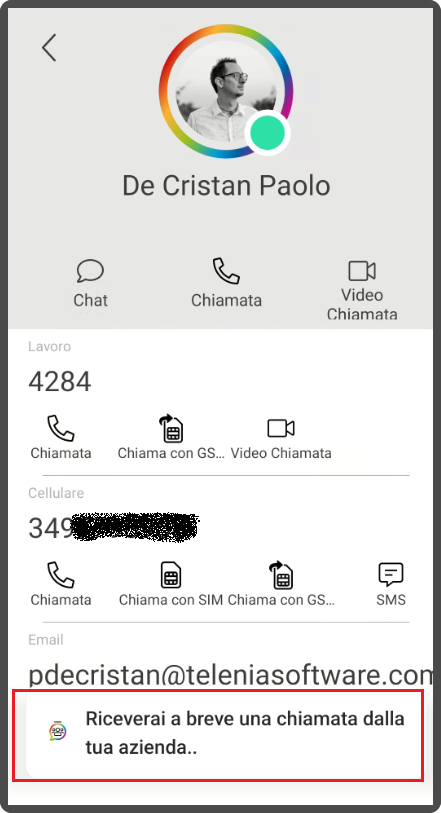 De Cristan Paolo
Chat
Chiamata
Video
Chiamata
Lavoro
4284
Chiamata
Chiama con GS...
Video Chiamata
Cellulare
349
Chiamata
Chiama con SIM
Chiama con GS...
SMS
Email
pdecristan@teleniasoftware.com
Riceverai a breve una chiamata dalla
tua azienda..